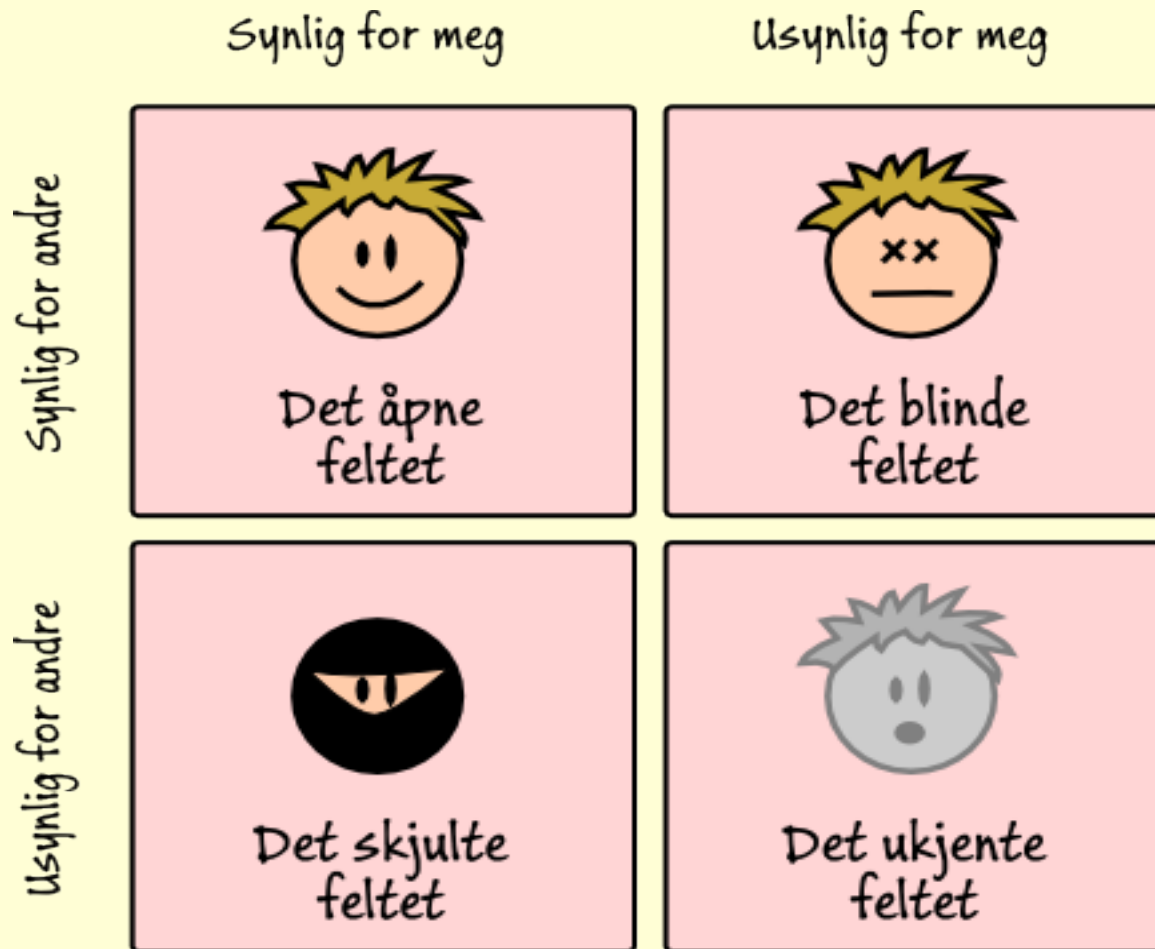 Synlig for meg
Usynlig for meg
Synlig for andre
Det åpne
feltet
Det blinde
feltet
Usynlig for andre
Det skjulte
feltet
Det ukjente
feltet